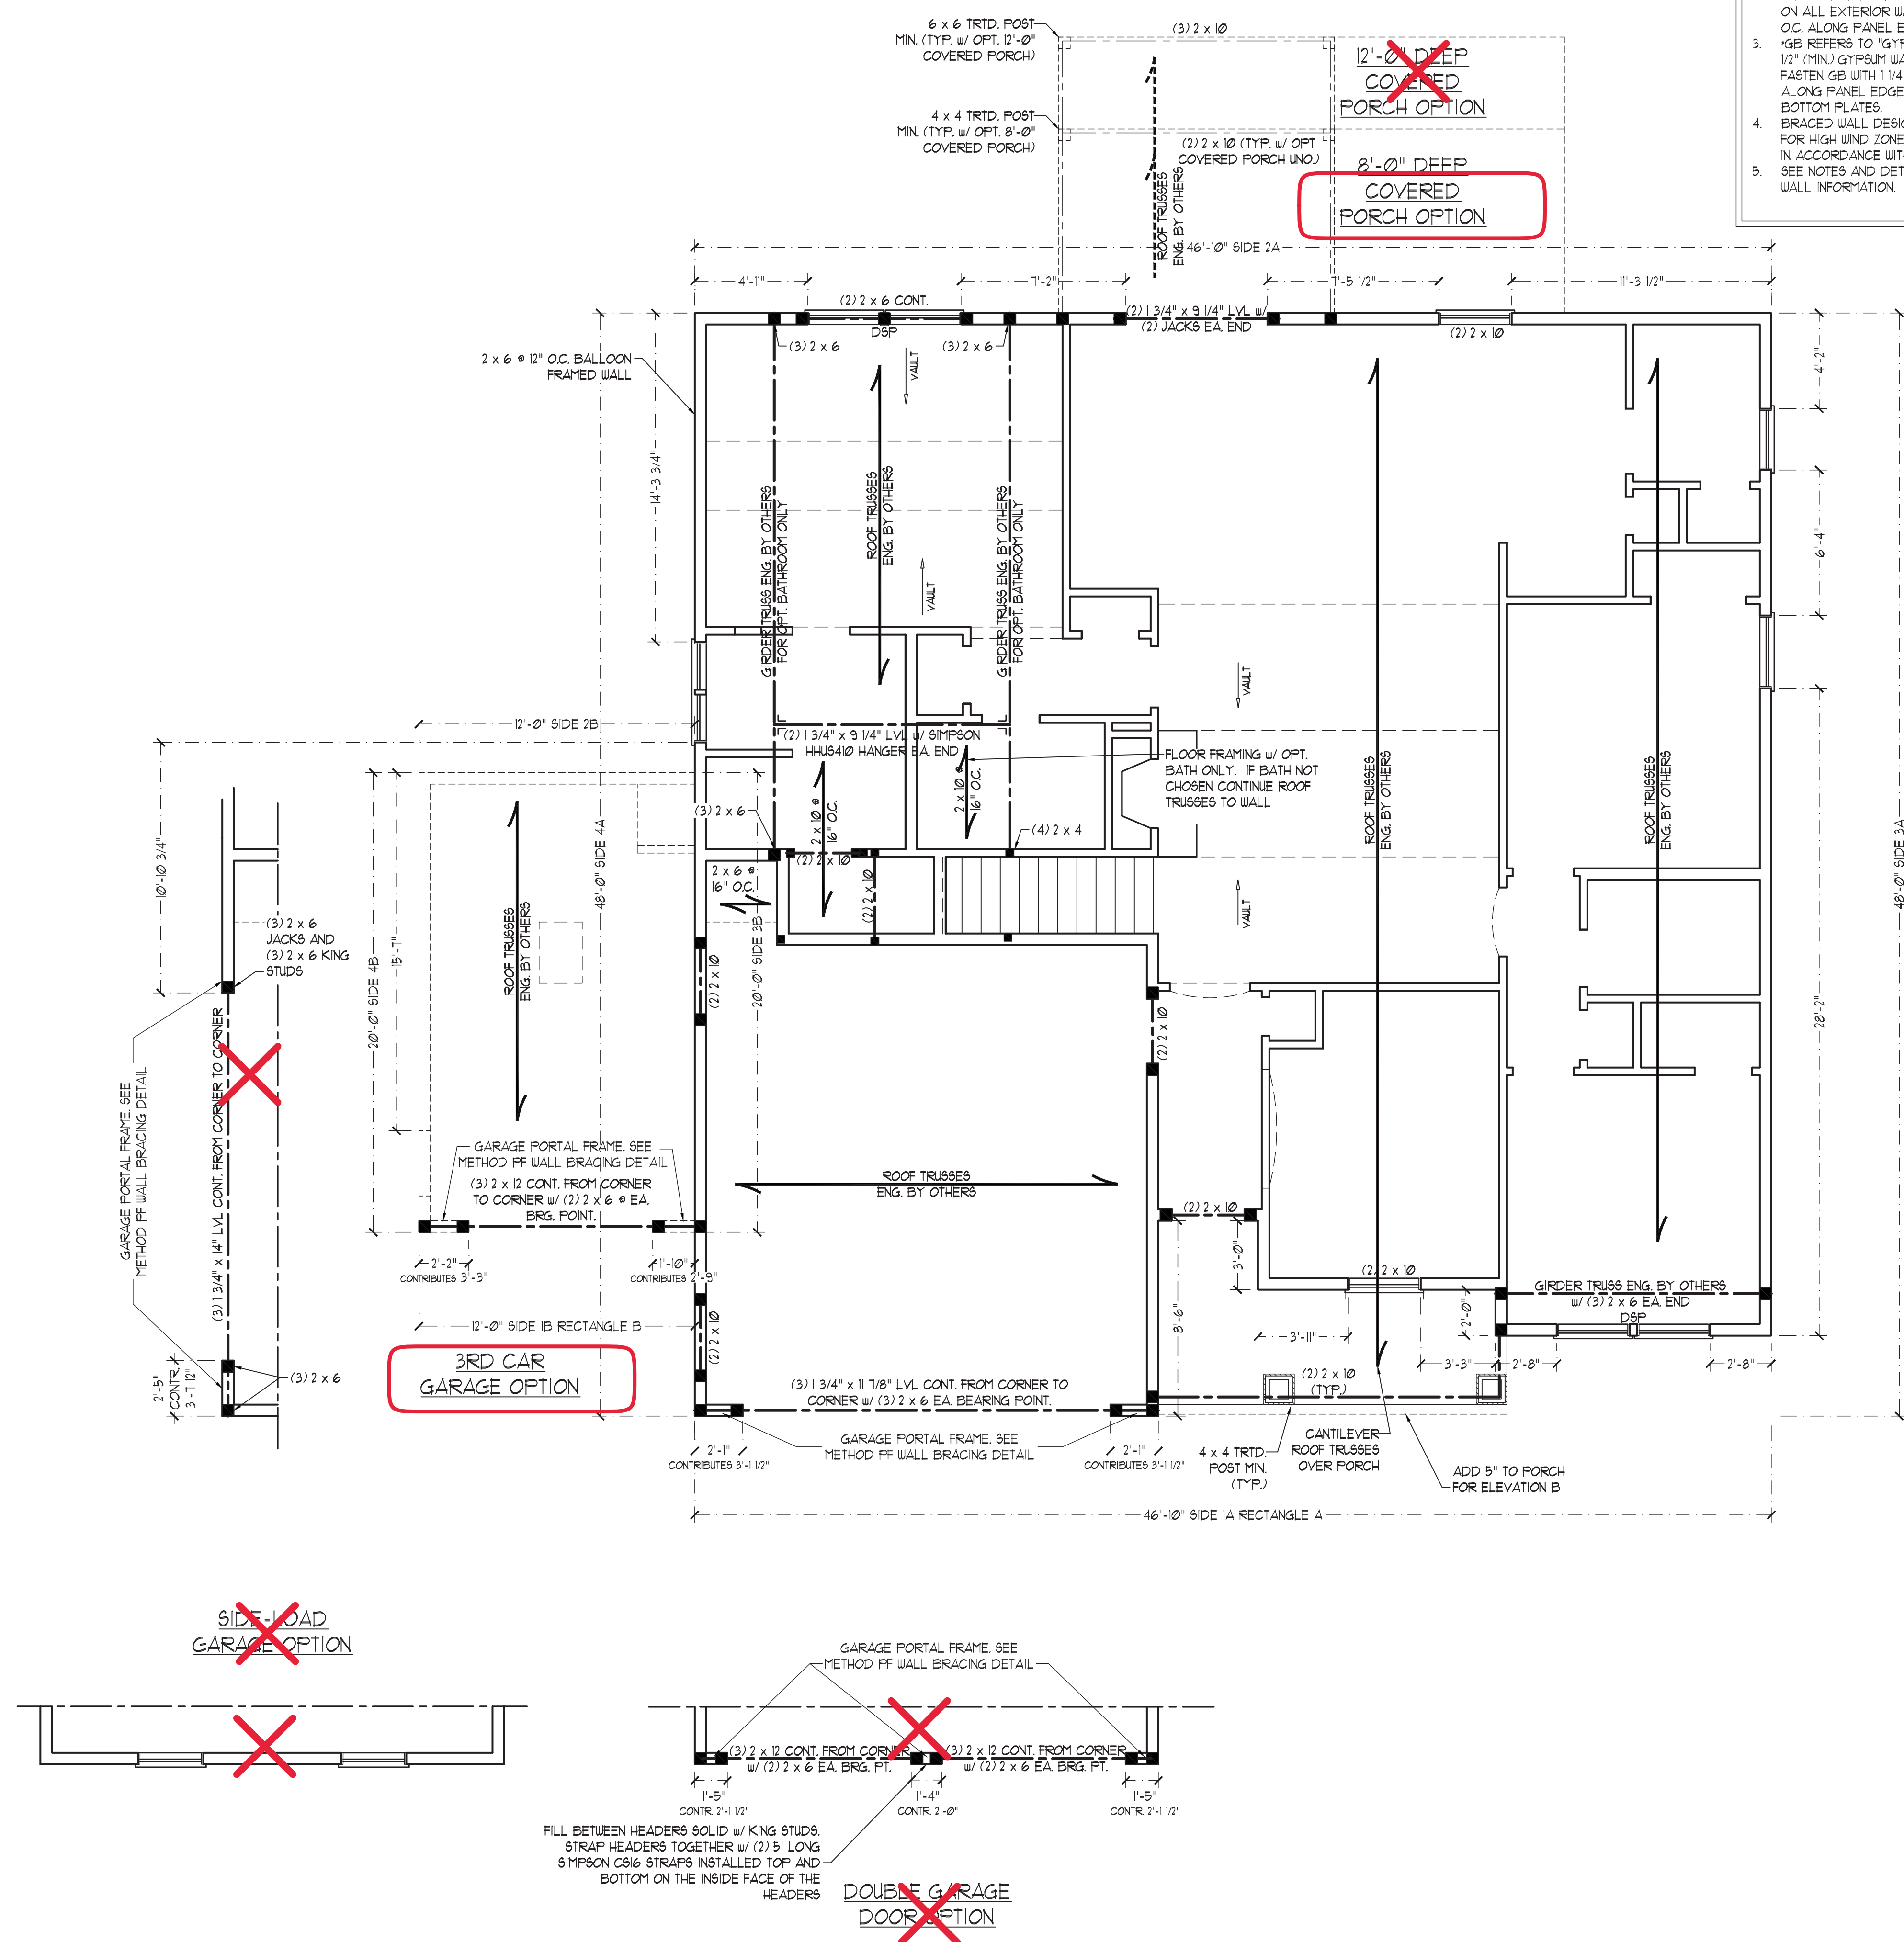 6 x 6 TRTD. POST
MIN. (TYP. w/ OPT. 12'-0"
COVERED PORCH)
(3) 2 x 10
12'-0" DEEP
COVERED
PORCH OPTION
4 x 4 TRTD. POST
MIN. (TYP. w/ OPT. 8'-0"
COVERED PORCH)
(2) 2 x 10 (TYP. w/ OPT
COVERED PORCH UNO.)
8'-0" DEEP
COVERED
PORCH OPTION
ROOF TRUSSES
ENG. BY OTHERS
ON ALL EXTERIOR
O.C. ALONG PANEL
3. "GB REFERS TO
1/2" (MIN.) GYPSUM
FASTEN GB WITH 1 1/4
ALONG PANEL
BOTTOM PLATES.
4. BRACED WALL
FOR HIGH WIND
IN ACCORDANCE
5. SEE NOTES AND
WALL INFORMATION.
46'-10" SIDE 2A
4'-11"
7'-2"
7'-5 1/2"
11'-3 1/2"
(2) 2 x 6 CONT.
DSP
(3) 2 x 6
(3) 2 x 6
(2) 1 3/4" x 9 1/4" LVL w/
(2) JACKS EA. END
(2) 2 x 10
2 x 6 @ 12" O.C. BALLOON
FRAMED WALL
VAULT
14'-3 3/4"
GIRDER TRUSS ENG. BY OTHERS
FOR OPT. BATHROOM ONLY
ROOF TRUSSES
ENG. BY OTHERS
GIRDER TRUSS ENG. BY OTHERS
FOR OPT. BATHROOM ONLY
VAULT
4'-2"
6'-4"
28'-2"
48'-0" SIDE 3A
VAULT
12'-0" SIDE 2B
(2) 1 3/4" x 9 1/4" LVL w/ SIMPSON
HHUS410 HANGER EA. END
FLOOR FRAMING w/ OPT.
BATH ONLY. IF BATH NOT
CHOSEN CONTINUE ROOF
TRUSSES TO WALL
2 x 10 @
16" O.C.
2 x 10 @
16" O.C.
(3) 2 x 6
(4) 2 x 4
(2) 2 x 10
(2) 2 x 10
2 x 6 @
16" O.C.
ROOF TRUSSES
ENG. BY OTHERS
ROOF TRUSSES
ENG. BY OTHERS
VAULT
10'-10 3/4"
(3) 2 x 6
JACKS AND
(3) 2 x 6 KING
STUDS
48'-0" SIDE 4A
20'-0" SIDE 4B
15'-7"
ROOF TRUSSES
ENG. BY OTHERS
20'-0" SIDE 3B
(2) 2 x 10
(2) 2 x 10
GARAGE PORTAL FRAME. SEE
METHOD PF WALL BRACING DETAIL
(3) 1 3/4" x 14" LVL CONT. FROM CORNER TO CORNER
GARAGE PORTAL FRAME. SEE
METHOD PF WALL BRACING DETAIL
(3) 2 x 12 CONT. FROM CORNER
TO CORNER w/ (2) 2 x 6 @ EA.
BRG. POINT.
ROOF TRUSSES
ENG. BY OTHERS
(2) 2 x 10
3'-0"
8'-6"
2'-2"
CONTRIBUTES 3'-3"
1'-10"
CONTRIBUTES 2'-9"
(2) 2 x 10
GIRDER TRUSS ENG. BY OTHERS
w/ (3) 2 x 6 EA. END
DSP
2'-0"
12'-0" SIDE 1B RECTANGLE B
(2) 2 x 10
3RD CAR
GARAGE OPTION
3'-11"
3'-3"
2'-8"
2'-8"
2'-5"
CONTR.
3'-7 12"
(3) 2 x 6
(3) 1 3/4" x 11 7/8" LVL CONT. FROM CORNER TO
CORNER w/ (3) 2 x 6 EA. BEARING POINT.
(2) 2 x 10
(TYP.)
2'-1"
CONTRIBUTES 3'-1 1/2"
GARAGE PORTAL FRAME. SEE
METHOD PF WALL BRACING DETAIL
2'-1"
CONTRIBUTES 3'-1 1/2"
4 x 4 TRTD.
POST MIN.
(TYP.)
CANTILEVER
ROOF TRUSSES
OVER PORCH
ADD 5" TO PORCH
FOR ELEVATION B
46'-10" SIDE 1A RECTANGLE A
SIDE-LOAD
GARAGE OPTION
GARAGE PORTAL FRAME. SEE
METHOD PF WALL BRACING DETAIL
(3) 2 x 12 CONT. FROM CORNER
w/ (2) 2 x 6 EA. BRG. PT.
(3) 2 x 12 CONT. FROM CORNER
w/ (2) 2 x 6 EA. BRG. PT.
1'-5"
CONTR. 2'-1 1/2"
1'-4"
CONTR. 2'-0"
1'-5"
CONTR. 2'-1 1/2"
FILL BETWEEN HEADERS SOLID w/ KING STUDS.
STRAP HEADERS TOGETHER w/ (2) 5' LONG
SIMPSON CS16 STRAPS INSTALLED TOP AND
BOTTOM ON THE INSIDE FACE OF THE
HEADERS
DOUBLE GARAGE
DOOR OPTION